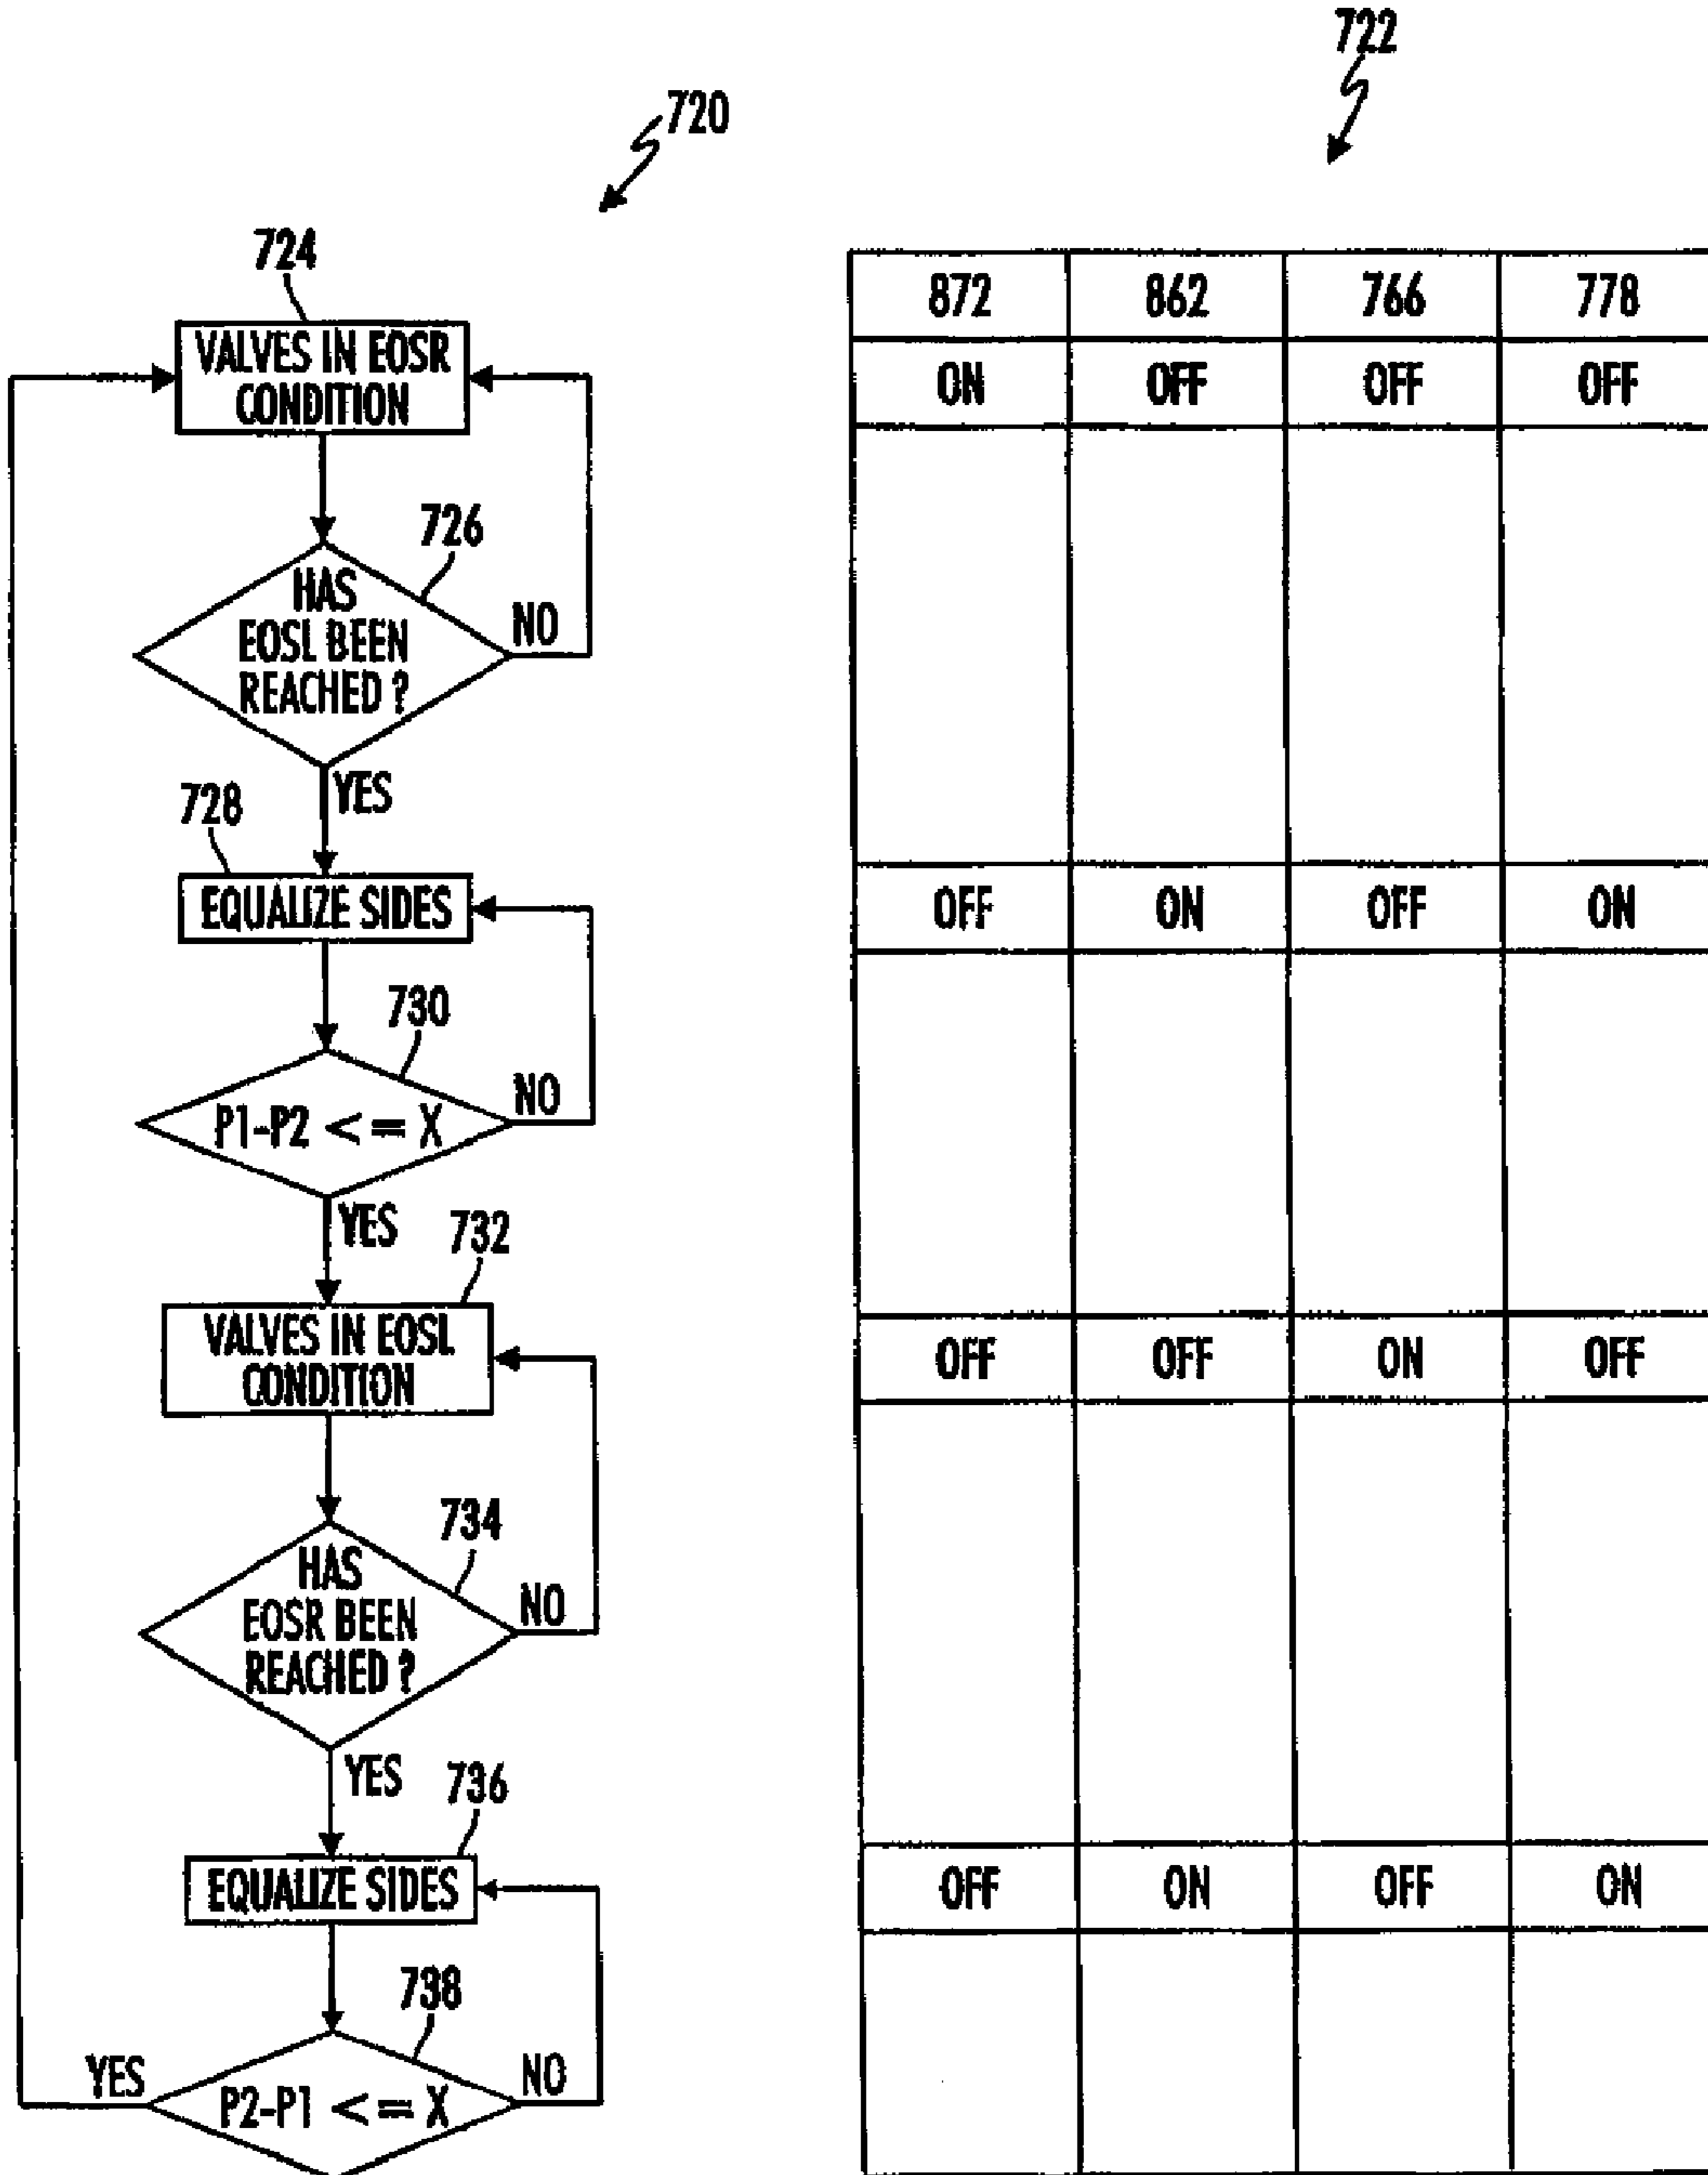 722
720
724
VALVES IN EOSR
CONDITION
726
HAS
EOSL BEEN
REACHED ?
NO
YES
728
EQUALIZE SIDES
730
P1-P2 <= X
NO
YES
732
VALVES IN EOSL
CONDITION
734
HAS
EOSR BEEN
REACHED ?
NO
YES
736
EQUALIZE SIDES
738
P2-P1 <= X
YES
NO
872 862 766 778
ON OFF OFF OFF
OFF ON OFF ON
OFF OFF ON OFF
OFF ON OFF ON